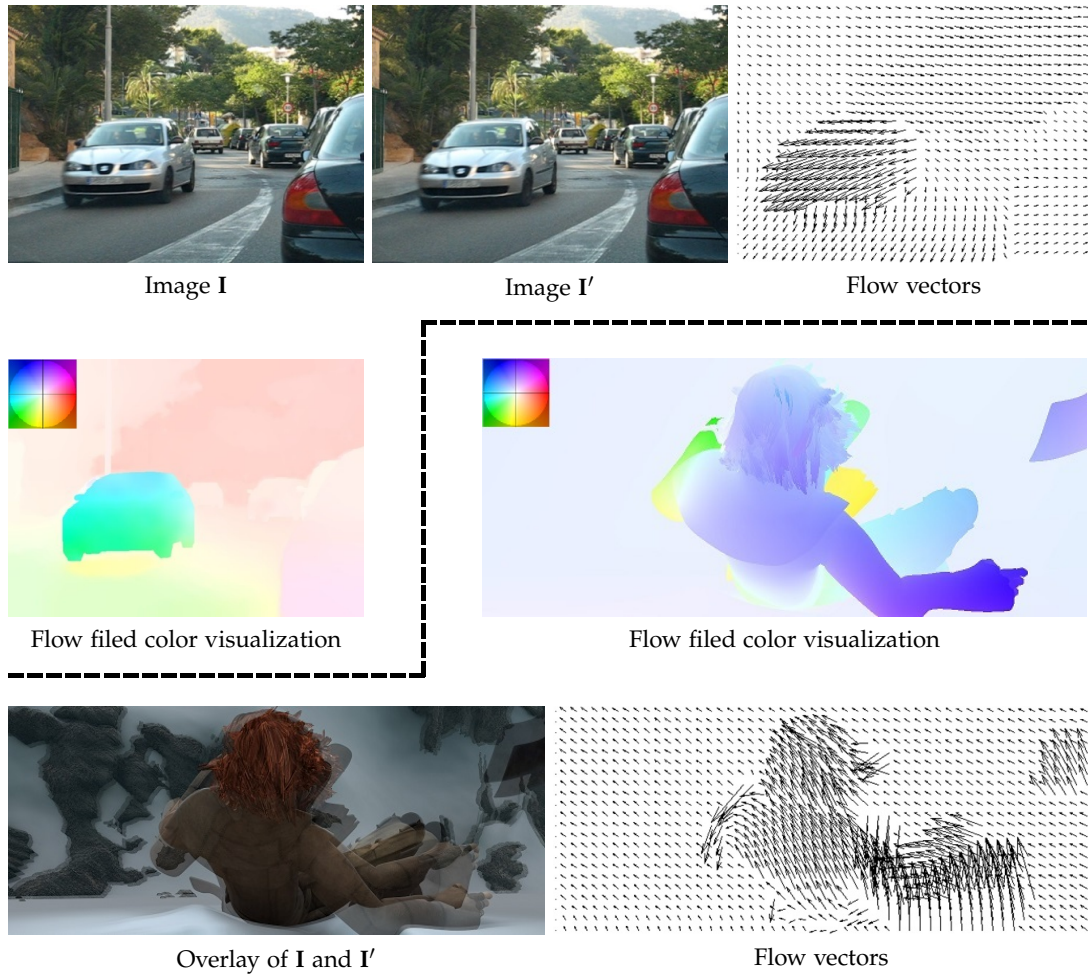 Image I
Image I′
Flow vectors
Flow filed color visualization
Flow filed color visualization
Overlay of I and I′
Flow vectors